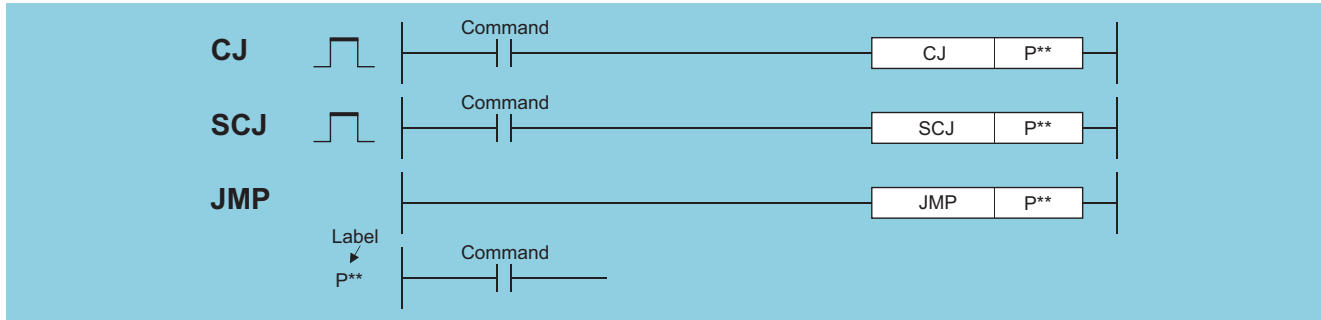 Command
CJ
CJ P**
Command
SCJ
SCJ P**
JMP
JMP P**
Label
Command
P**